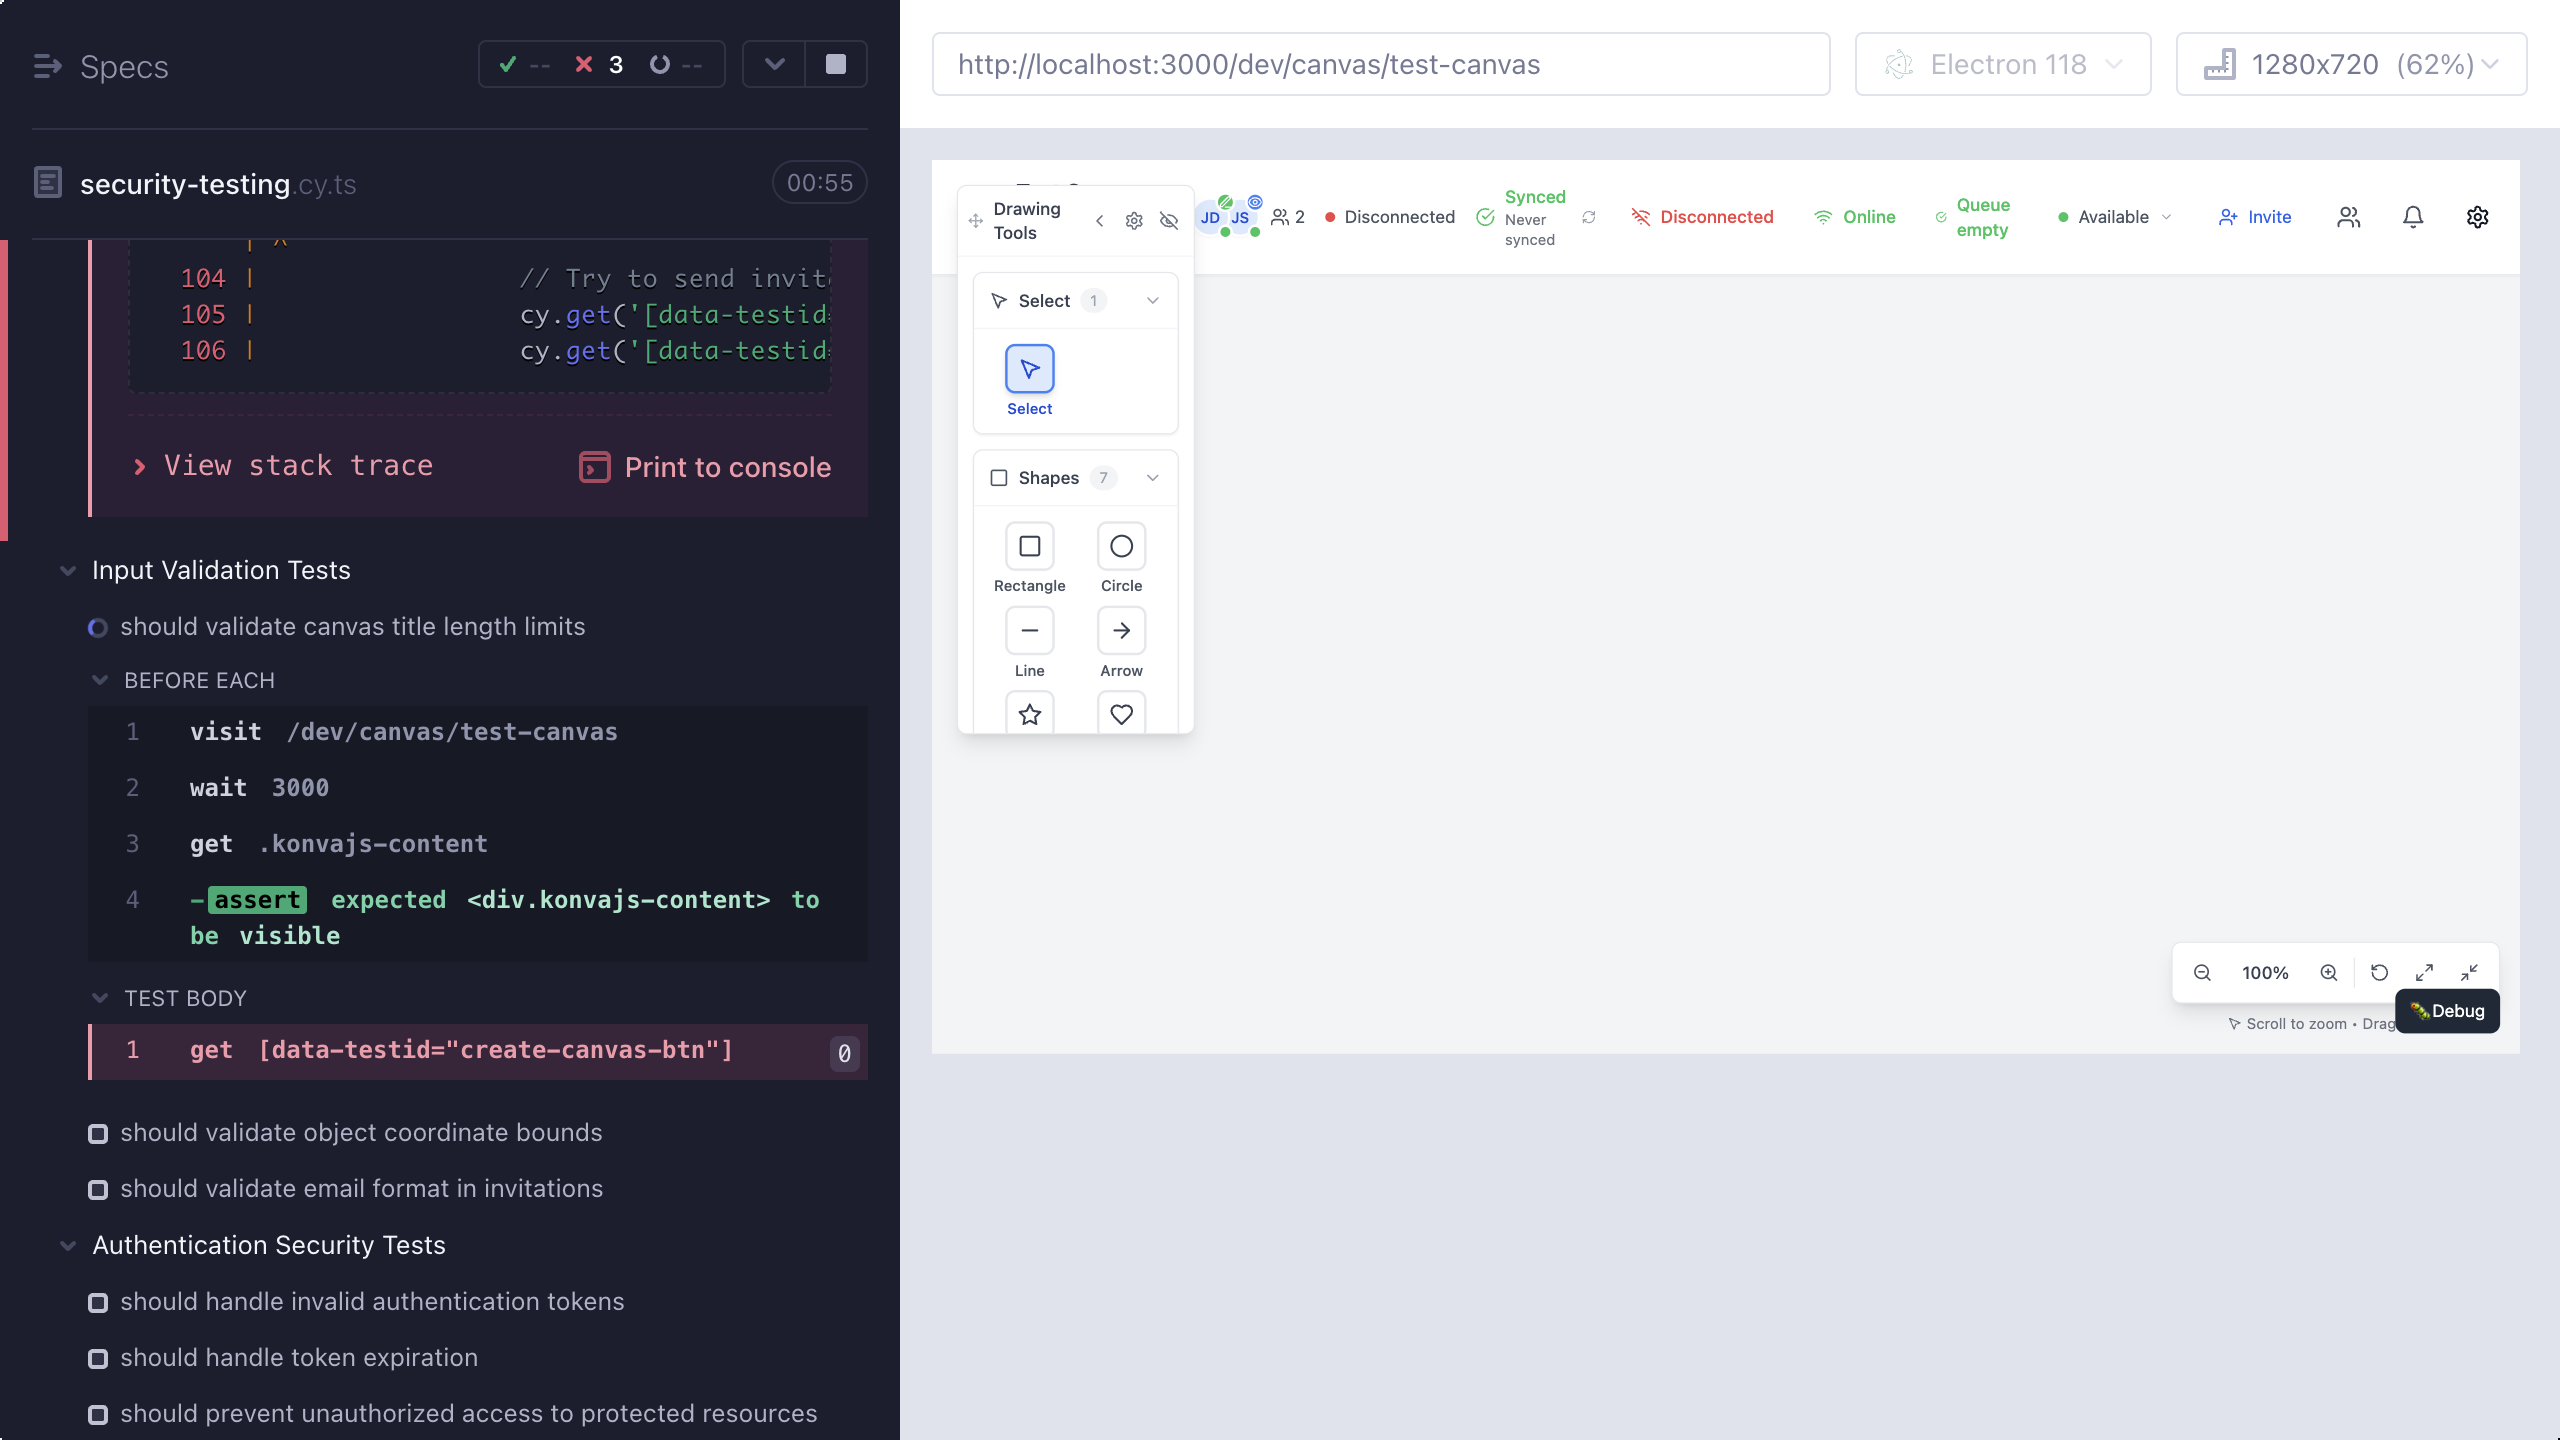 Specs
-- 3 --
security-testing.cy.ts
00:55
104 | // Try to send invit
105 | cy.get('[data-testid
106 | cy.get('[data-testid
View stack trace
Print to console
Input Validation Tests
should validate canvas title length limits
BEFORE EACH
1 visit /dev/canvas/test-canvas
2 wait 3000
3 get .konvajs-content
4 -assert expected <div.konvajs-content> to
be visible
TEST BODY
1 get [data-testid="create-canvas-btn"] 0
should validate object coordinate bounds
should validate email format in invitations
Authentication Security Tests
should handle invalid authentication tokens
should handle token expiration
should prevent unauthorized access to protected resources
http://localhost:3000/dev/canvas/test-canvas
Electron 118
1280x720 (62%)
Drawing
Tools
JD JS 2
Disconnected
Synced
Never
synced
Disconnected
Online
Queue
empty
Available
Invite
Select 1
Select
Shapes 7
Rectangle Circle
Line Arrow
100%
Scroll to zoom • Drag
Debug